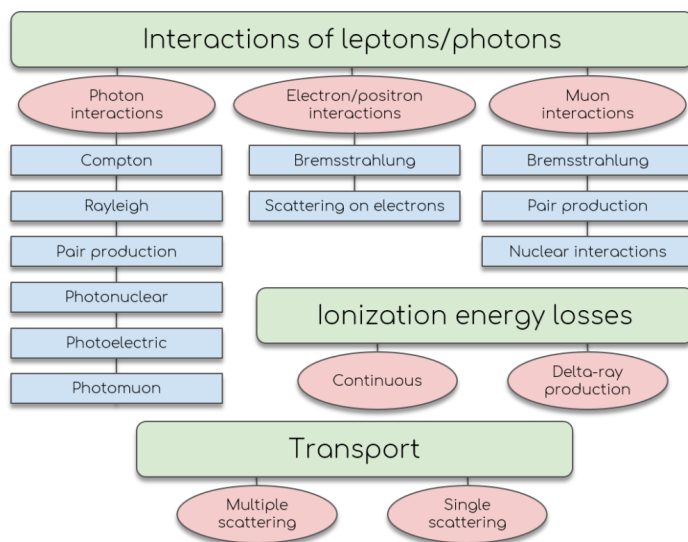 Interactions of leptons/photons
Photon
interactions
Compton
Rayleigh
Pair production
Photonuclear
Photoelectric
Photomuon
Electron/positron
interactions
Bremsstrahlung
Scattering on electrons
Muon
interactions
Bremsstrahlung
Pair production
Nuclear interactions
Ionization energy losses
Continuous
Delta-ray
production
Transport
Multiple
scattering
Single
scattering